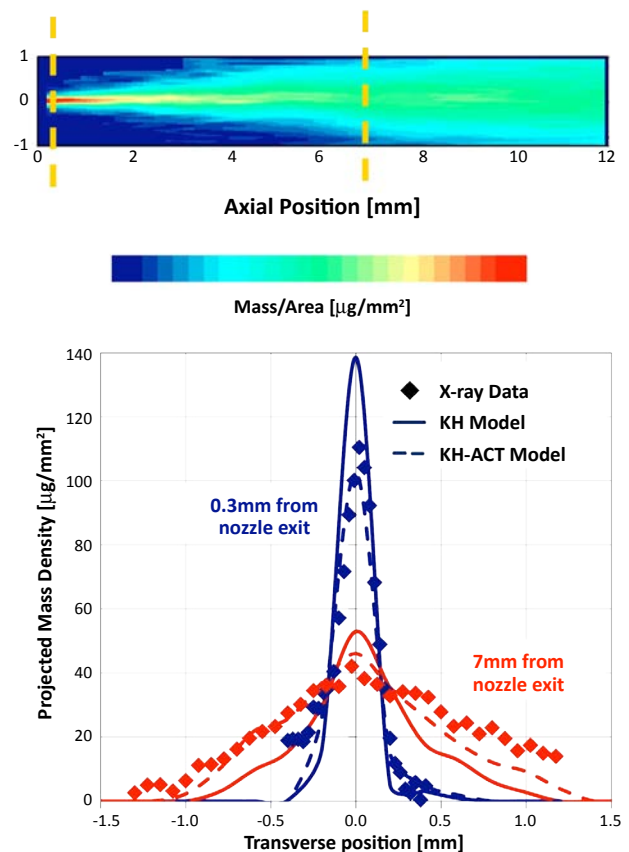 1
0
-1
0 2 4 6 8 10 12
Axial Position [mm]
Mass/Area [μg/mm²]
140
120
100
80
60
40
20
0
Projected Mass Density [μg/mm²]
X-ray Data
KH Model
KH-ACT Model
0.3mm from
nozzle exit
7mm from
nozzle exit
-1.5 -1.0 -0.5 0.0 0.5 1.0 1.5
Transverse position [mm]